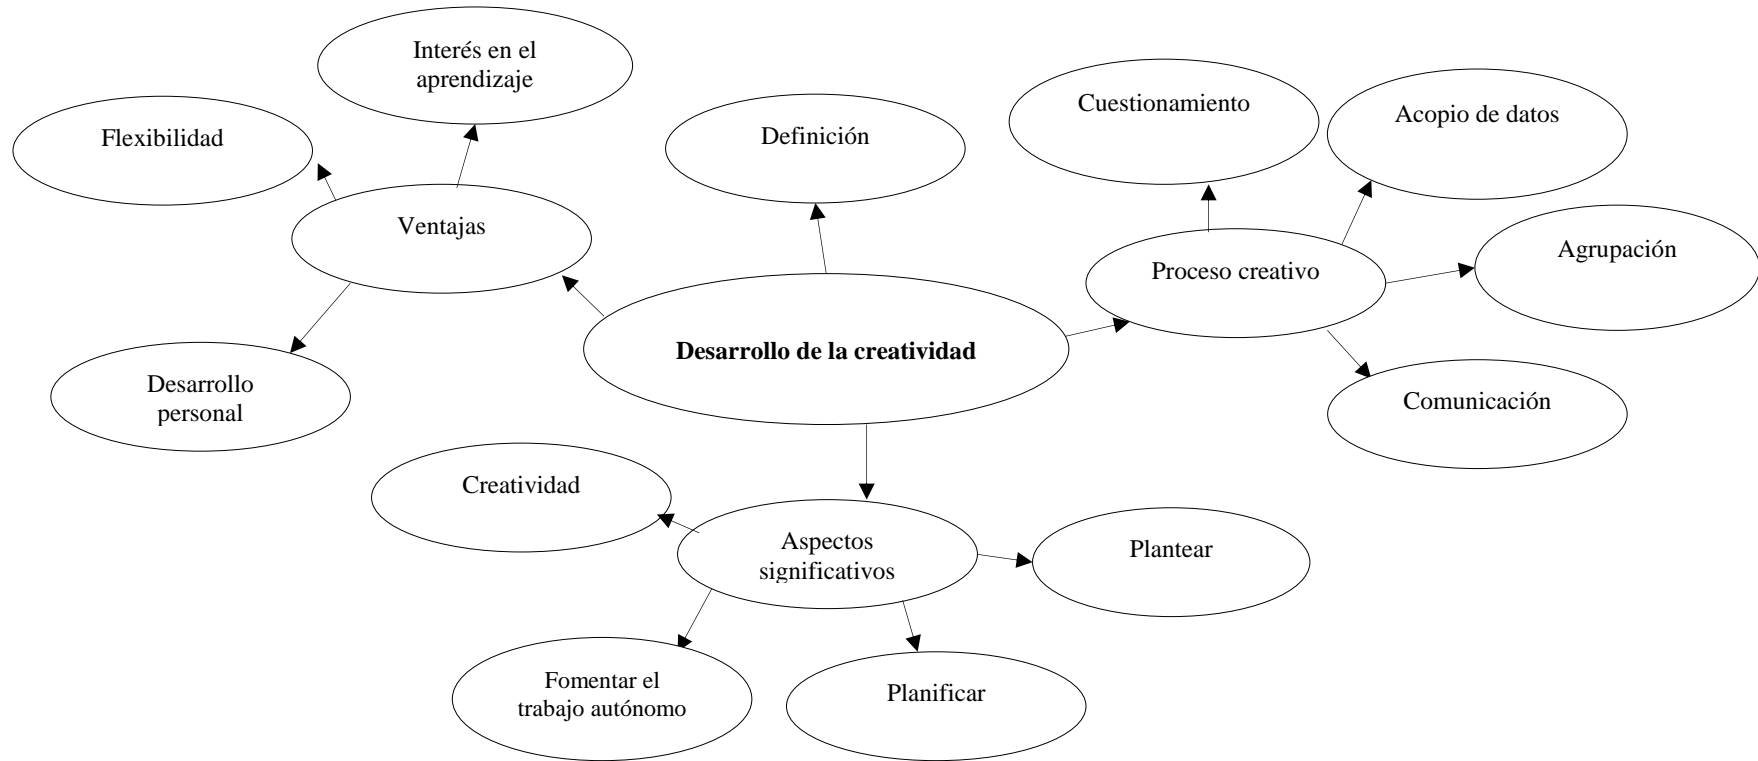 Interés en el
aprendizaje
Flexibilidad
Definición
Cuestionamiento
Acopio de datos
Ventajas
Proceso creativo
Agrupación
Desarrollo de la creatividad
Desarrollo
personal
Comunicación
Creatividad
Aspectos
significativos
Plantear
Fomentar el
trabajo autónomo
Planificar